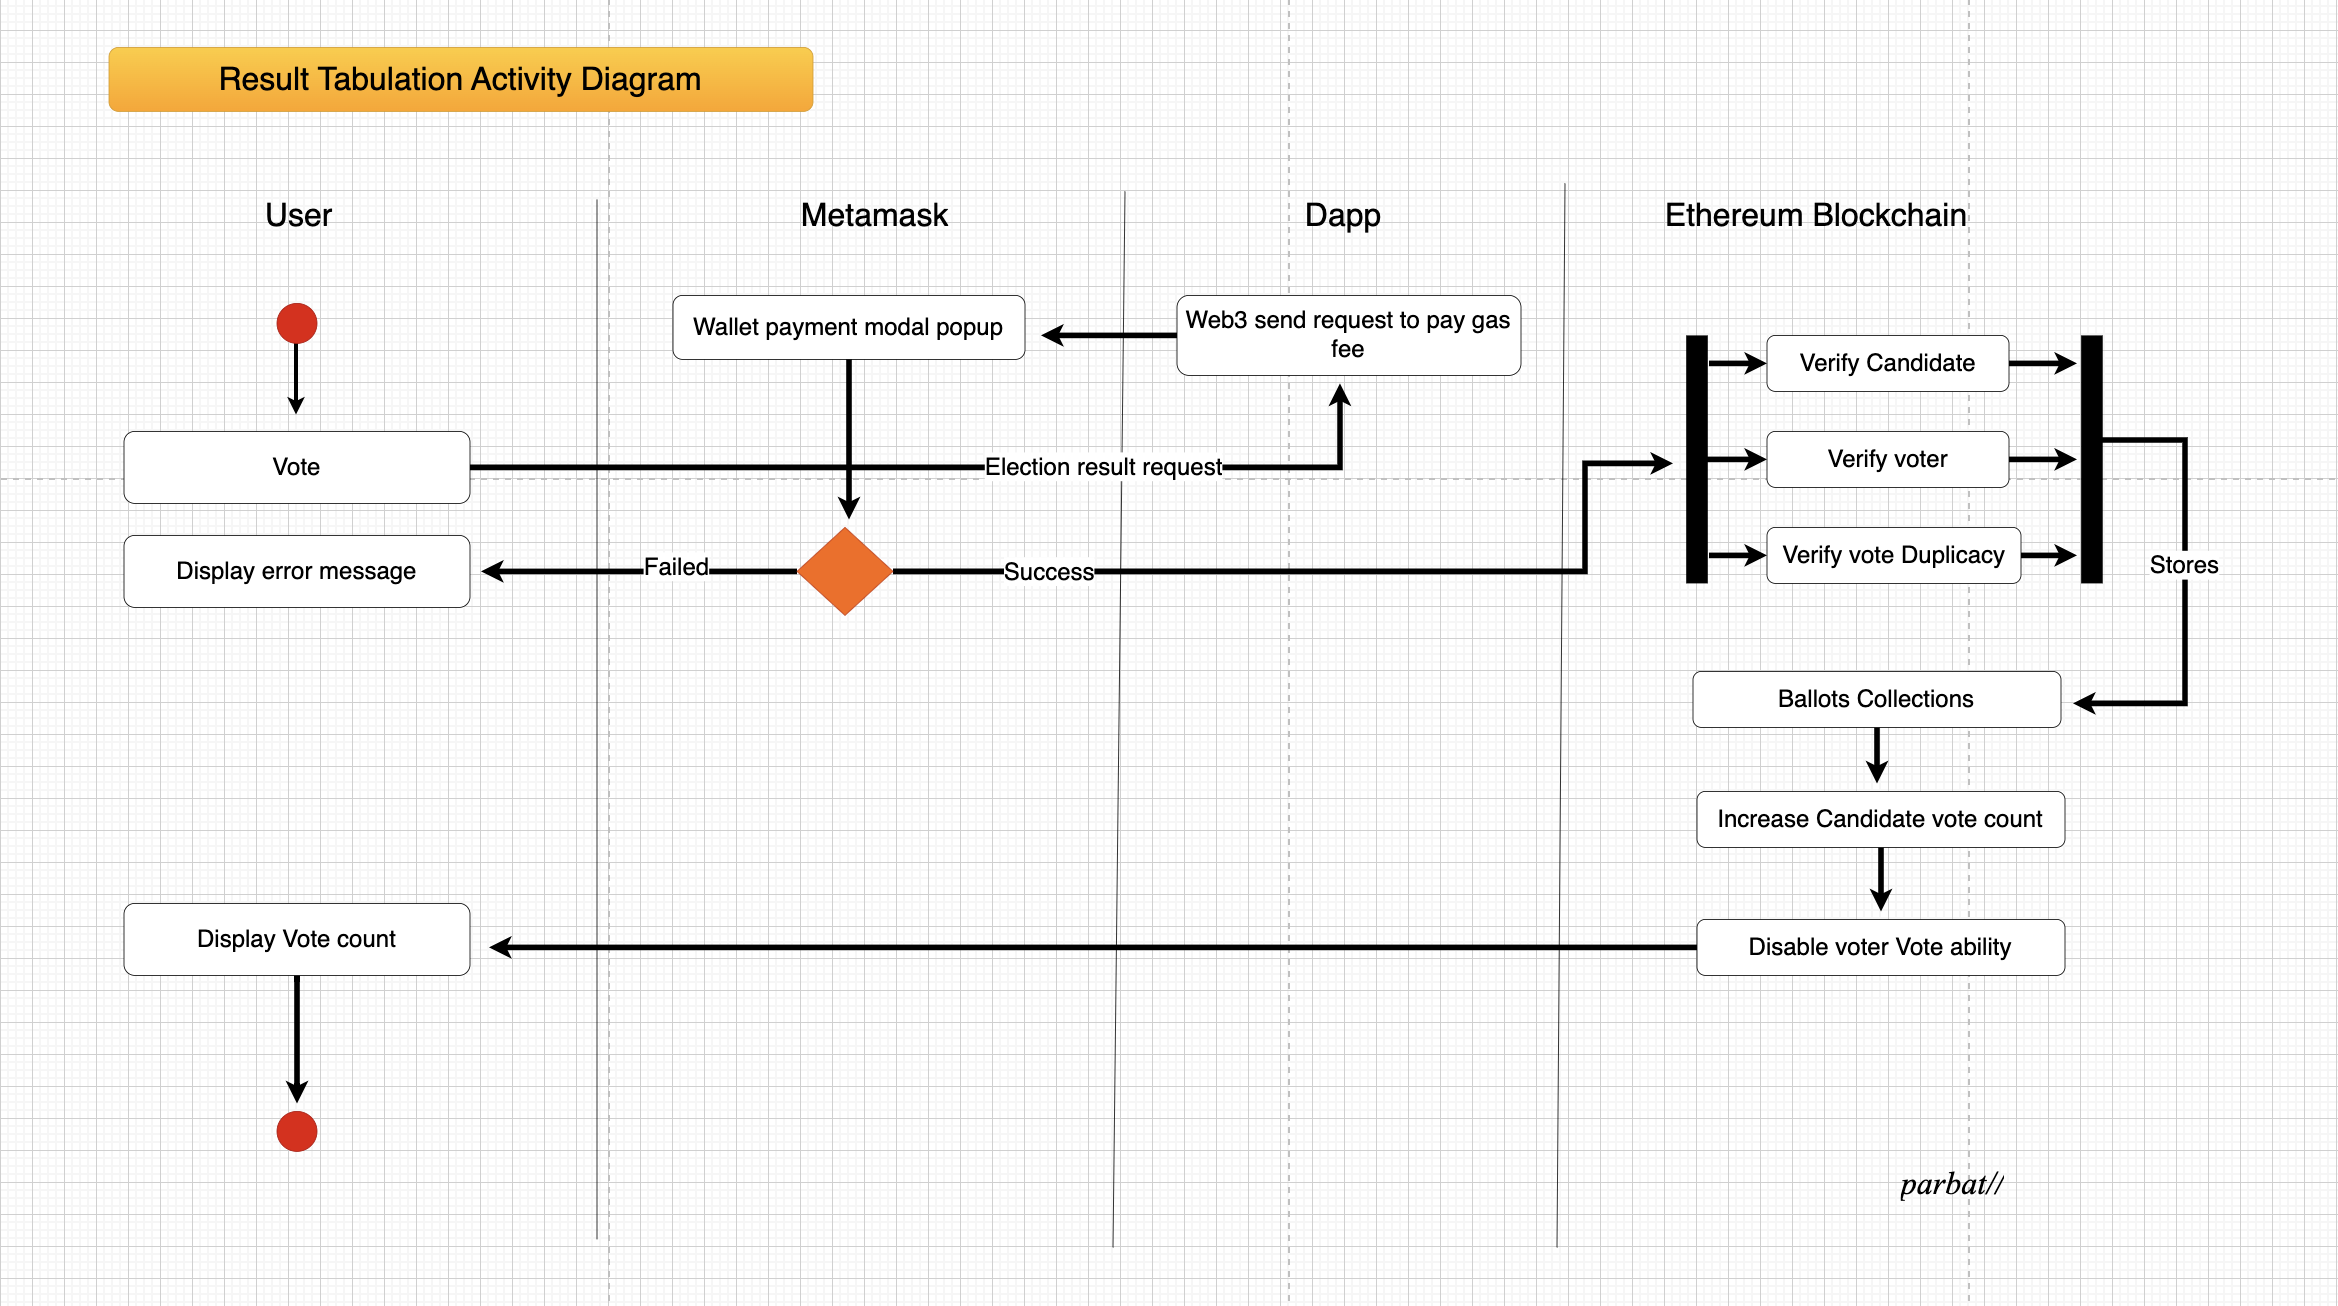 Result Tabulation Activity Diagram
User
Metamask
Dapp
Ethereum Blockchain
Wallet payment modal popup
Web3 send request to pay gas
fee
Verify Candidate
Vote
Election result request
Verify voter
Display error message
Failed
Success
Verify vote Duplicacy
Stores
Ballots Collections
Increase Candidate vote count
Display Vote count
Disable voter Vote ability
parbat//